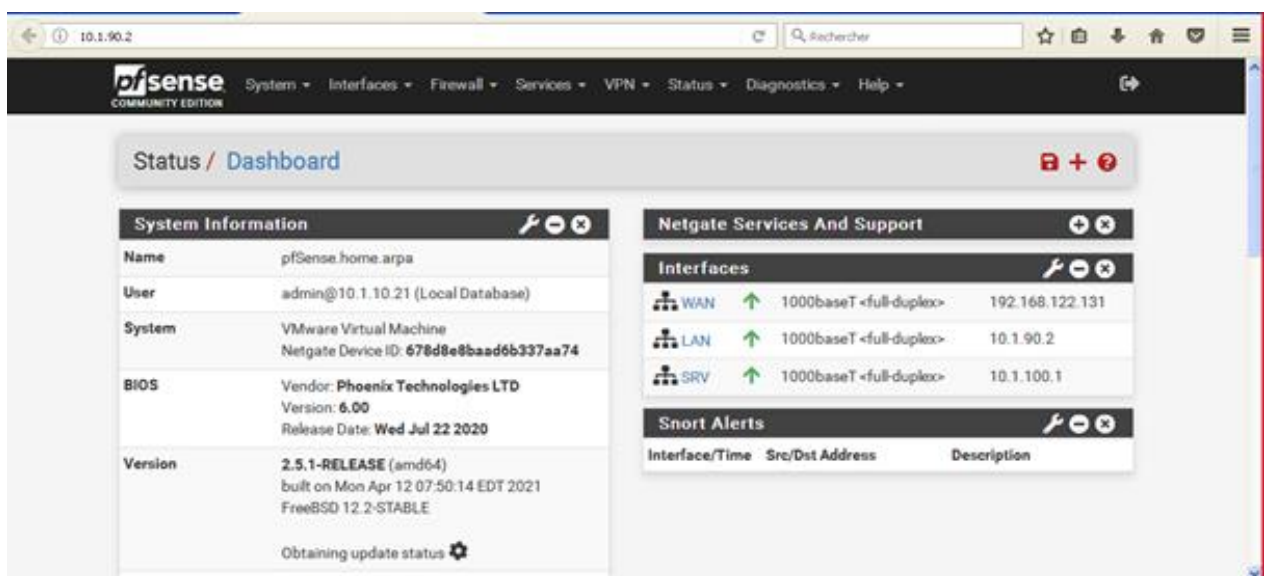 10.1.90.2
Rechercher
pfsense
COMMUNITY EDITION
System Interfaces Firewall Services VPN Status Diagnostics Help
Status / Dashboard
System Information
Name pfSense.home.arpa
User admin@10.1.10.21 (Local Database)
System VMware Virtual Machine
Netgate Device ID: 678d8e8baad6b337aa74
BIOS Vendor: Phoenix Technologies LTD
Version: 6.00
Release Date: Wed Jul 22 2020
Version 2.5.1-RELEASE (amd64)
built on Mon Apr 12 07:50:14 EDT 2021
FreeBSD 12.2-STABLE
Obtaining update status
Netgate Services And Support
Interfaces
WAN 1000baseT <full-duplex> 192.168.122.131
LAN 1000baseT <full-duplex> 10.1.90.2
SRV 1000baseT <full-duplex> 10.1.100.1
Snort Alerts
Interface/Time Src/Dst Address Description